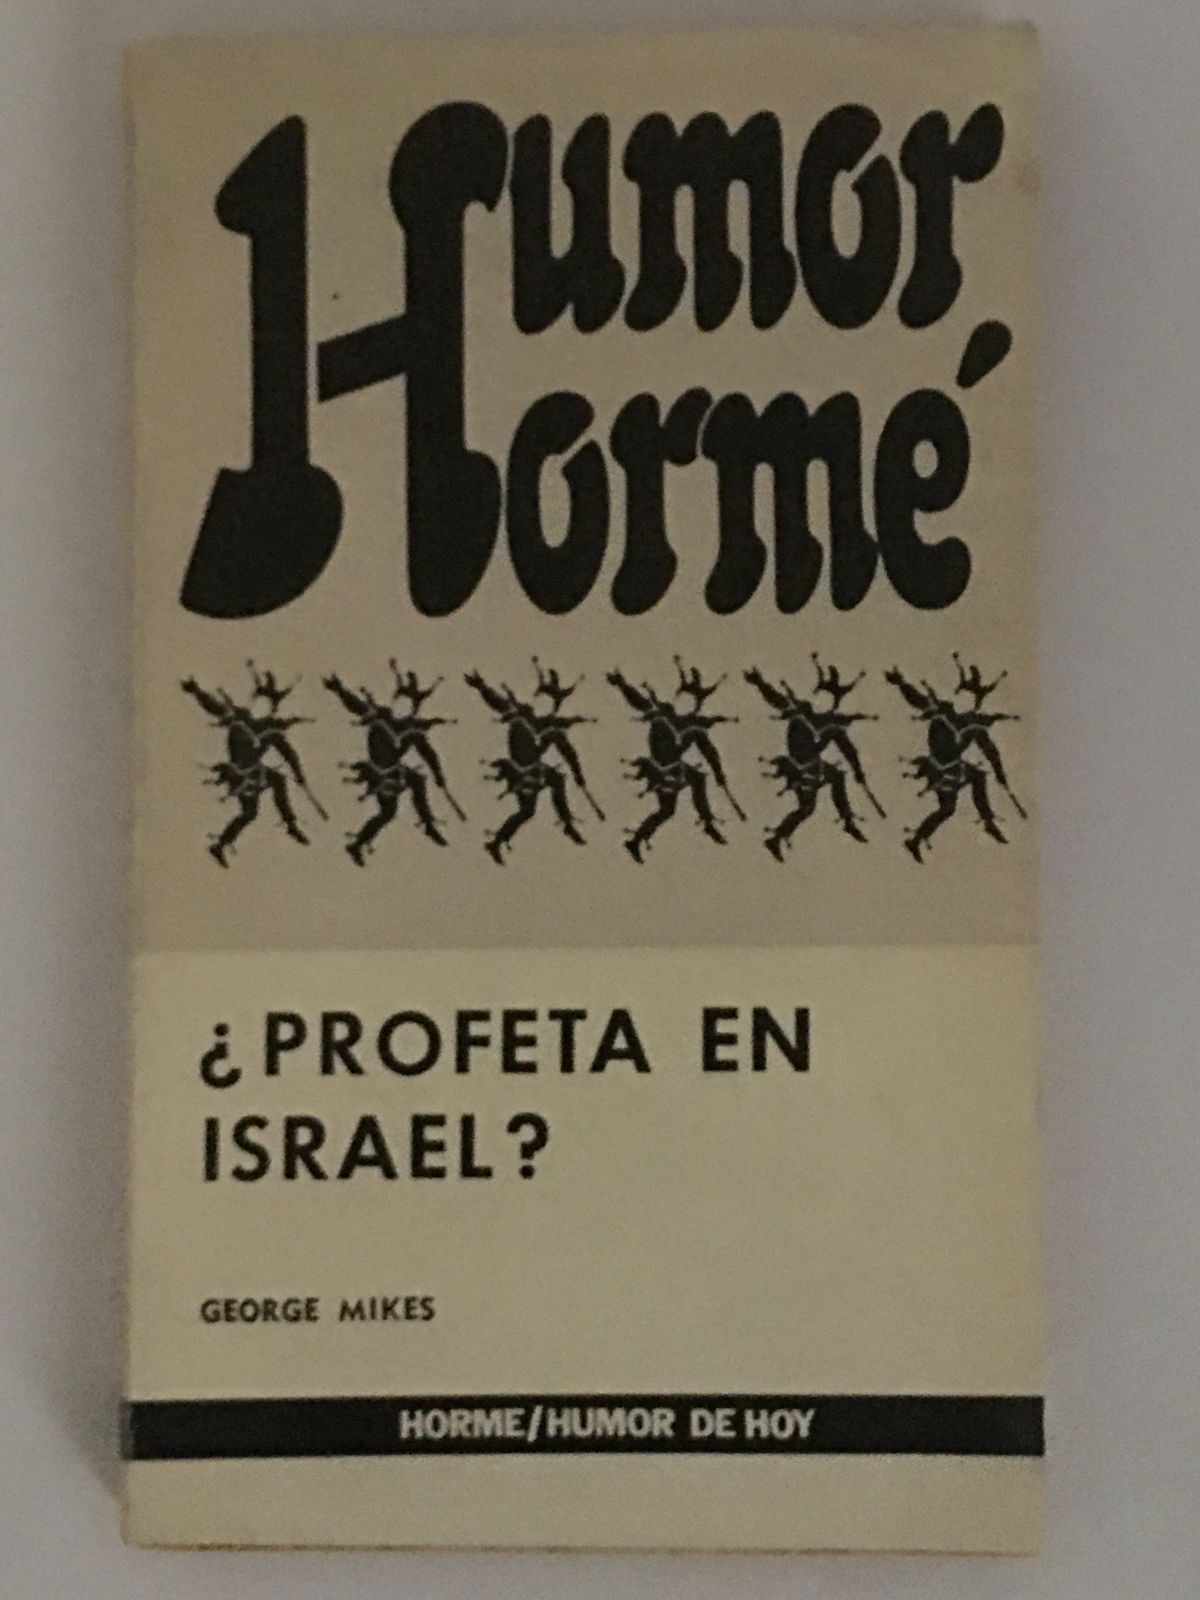 Humor
Hormé
¿PROFETA EN
ISRAEL?
GEORGE MIKES
HORME/HUMOR DE HOY